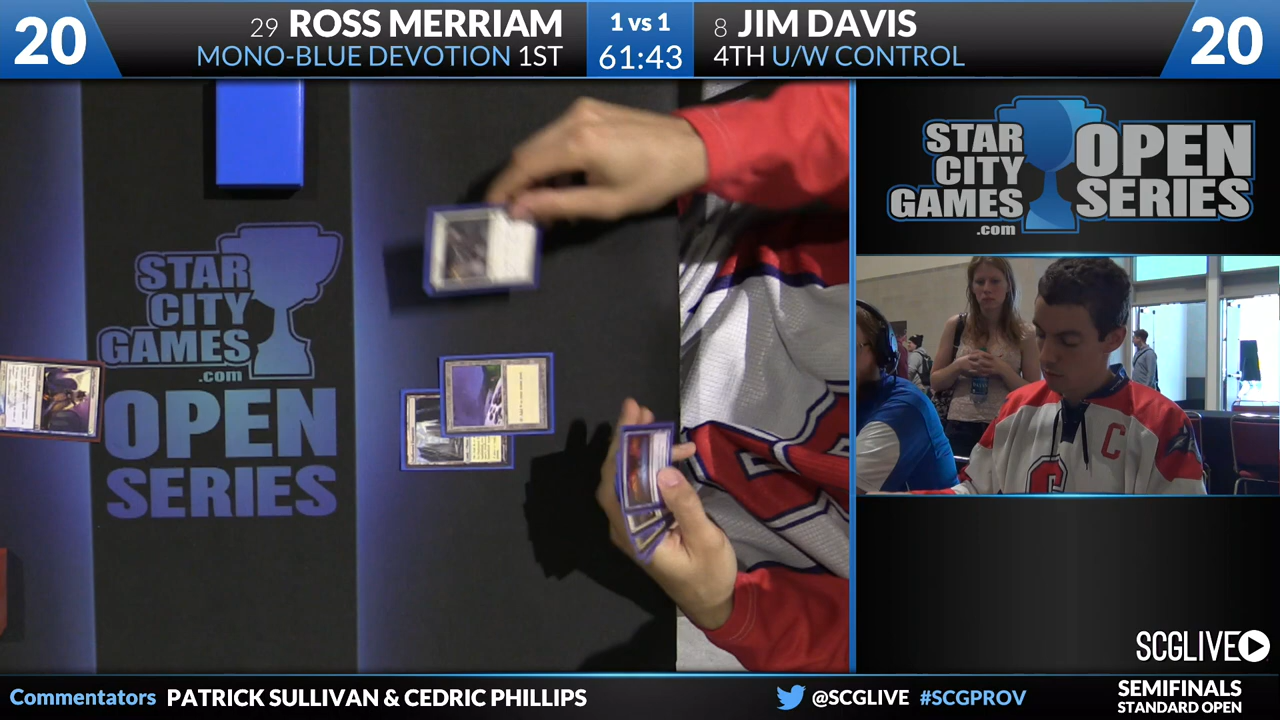 20
29 ROSS MERRIAM
MONO-BLUE DEVOTION 1ST
1 vs 1
61:43
8 JIM DAVIS
4TH U/W CONTROL
20
STAR
CITY
GAMES
.com
OPEN
SERIES
STAR
CITY
GAMES
.com
OPEN
SERIES
C
SCGLIVE
Commentators PATRICK SULLIVAN & CEDRIC PHILLIPS
@SCGLIVE #SCGPROV
SEMIFINALS
STANDARD OPEN